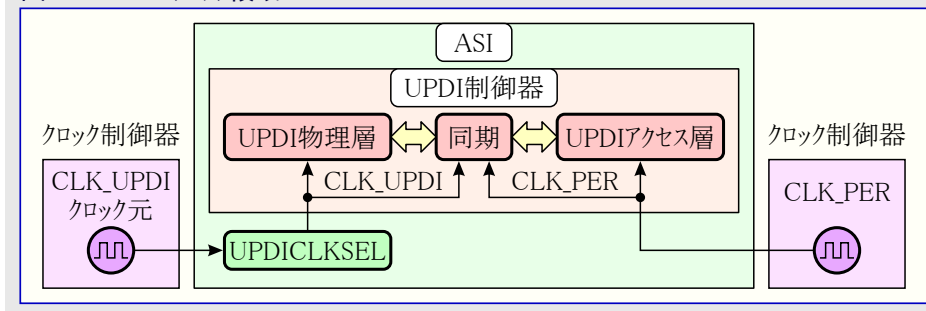 ASI
UPDI制御器
UPDI物理層
同期
UPDIアクセス層
クロック制御器
CLK_UPDI
クロック元
CLK_UPDI
CLK_PER
UPDICLKSEL
クロック制御器
CLK_PER